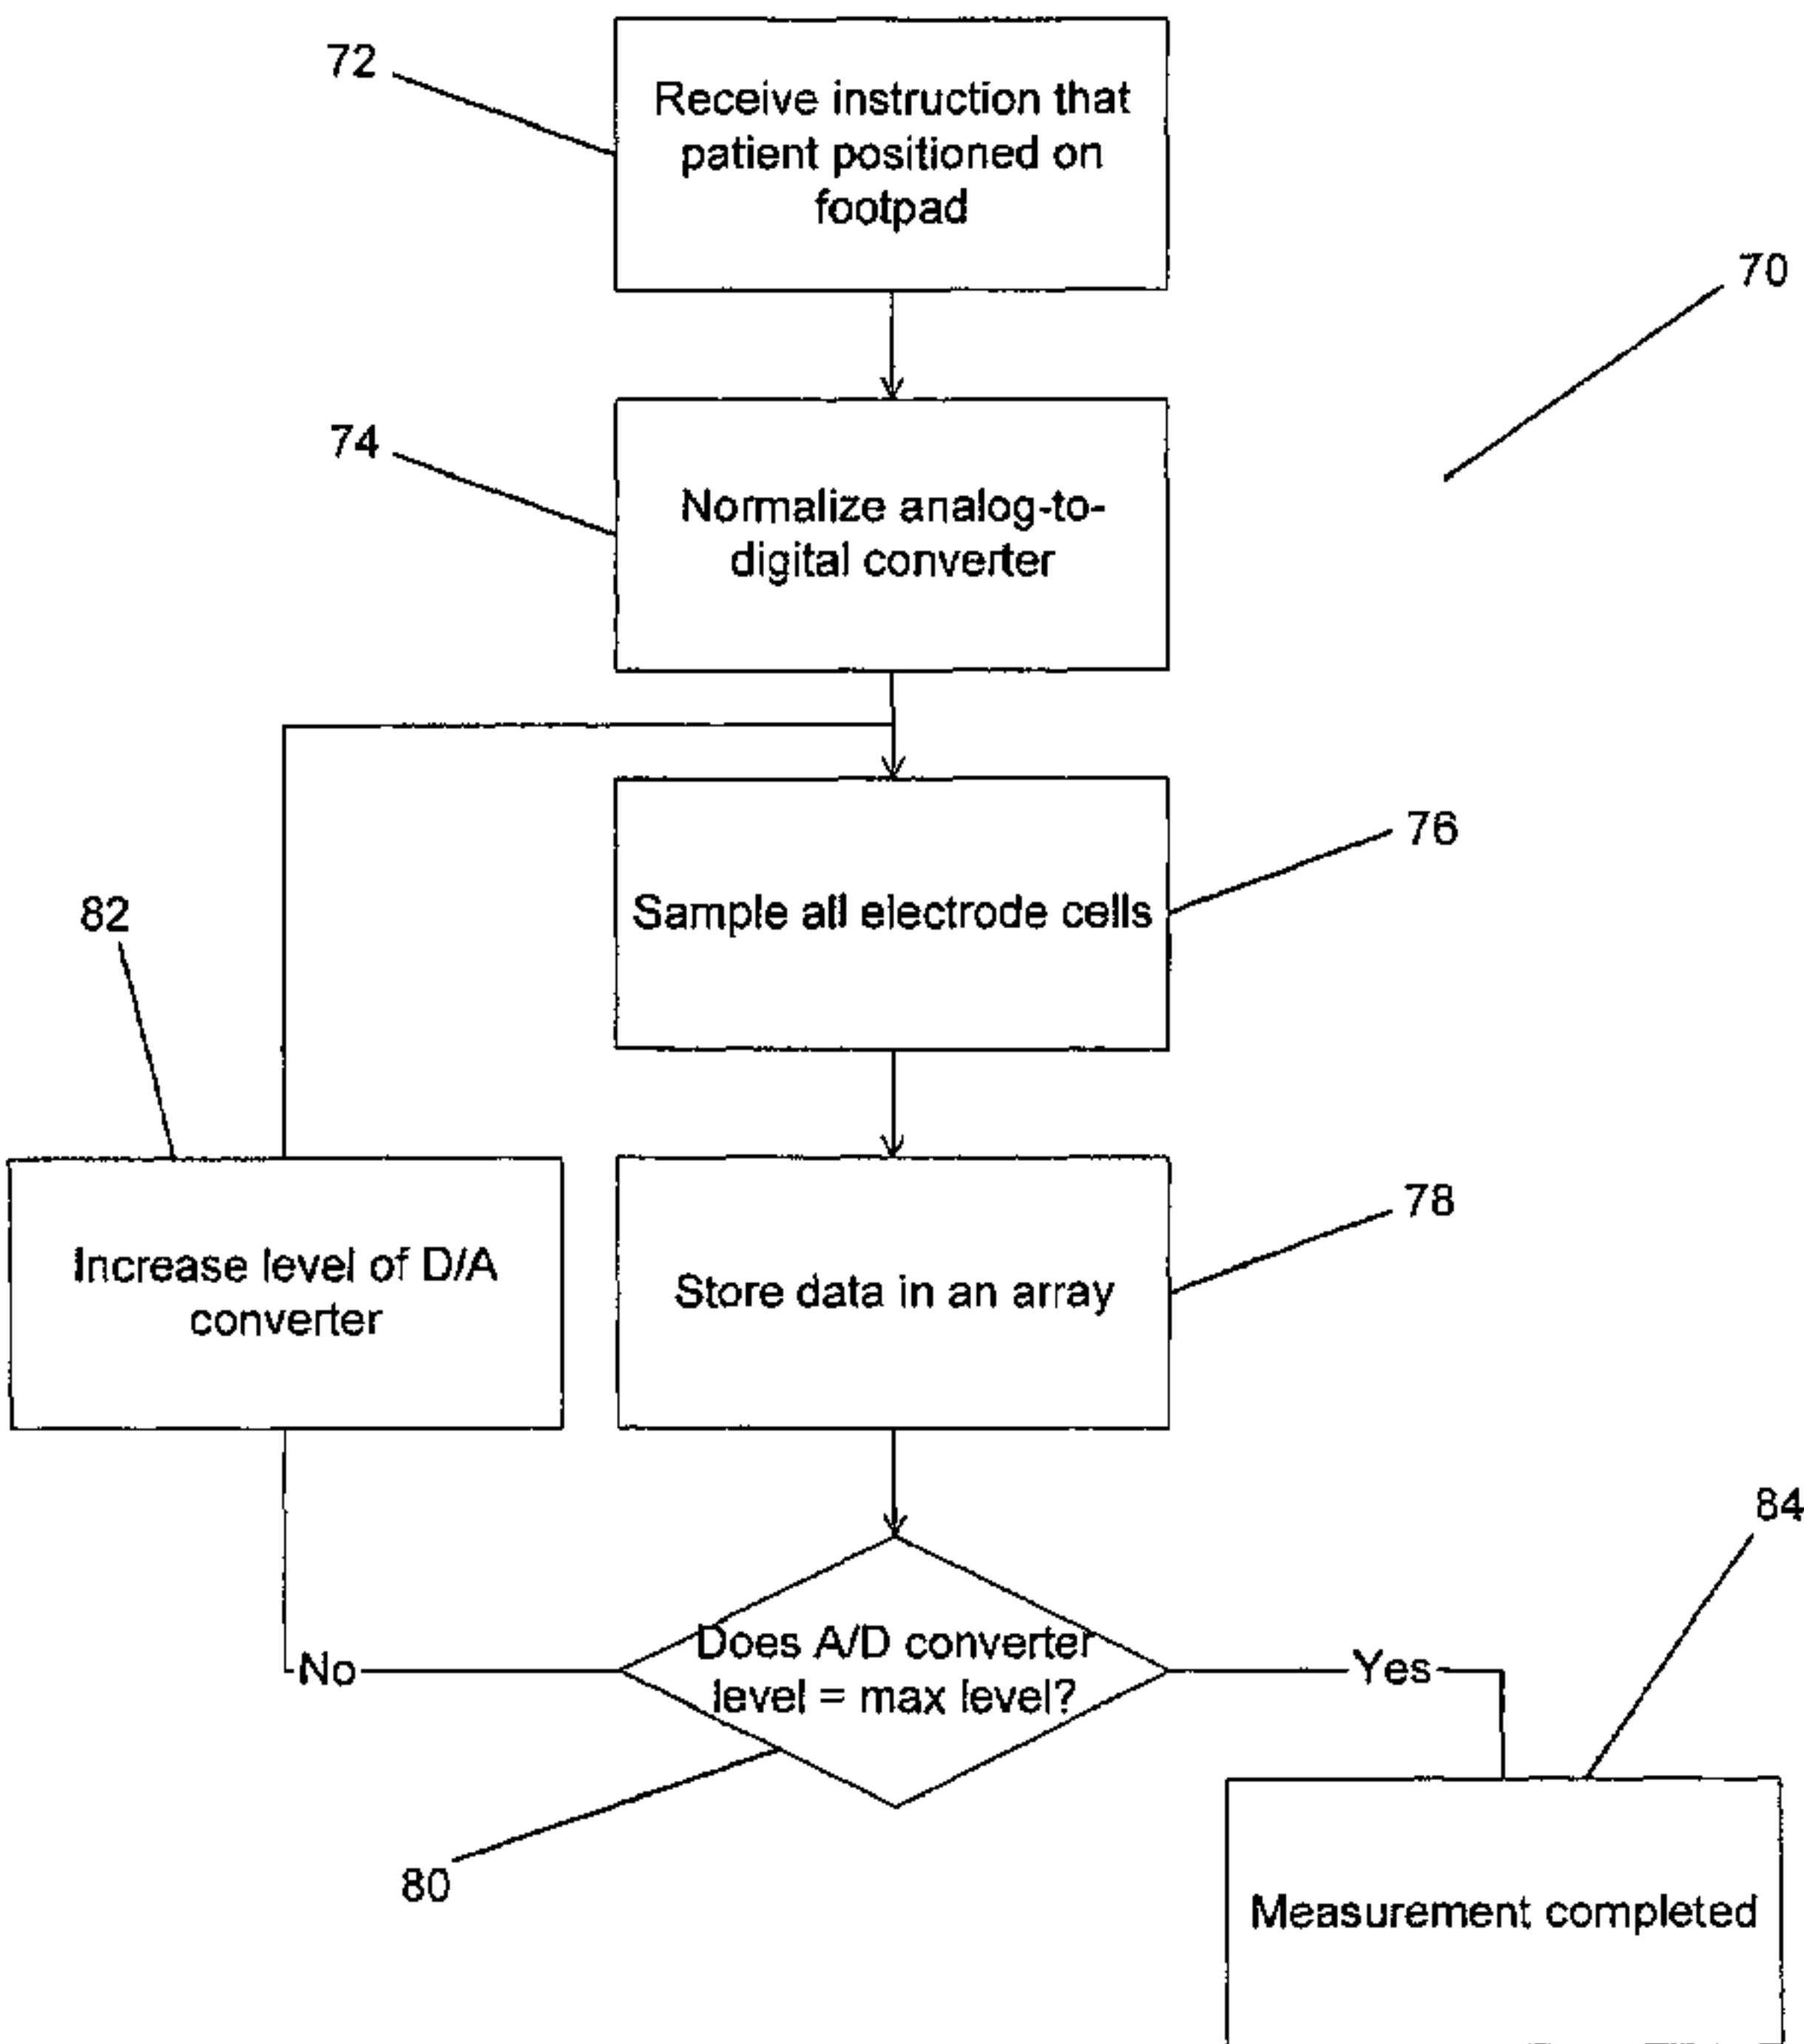 72
Receive instruction that
patient positioned on
footpad
70
74
Normalize analog-to-
digital converter
76
Sample all electrode cells
82
78
Increase level of D/A
converter
Store data in an array
84
Does A/D converter
level = max level?
No
Yes
80
Measurement completed